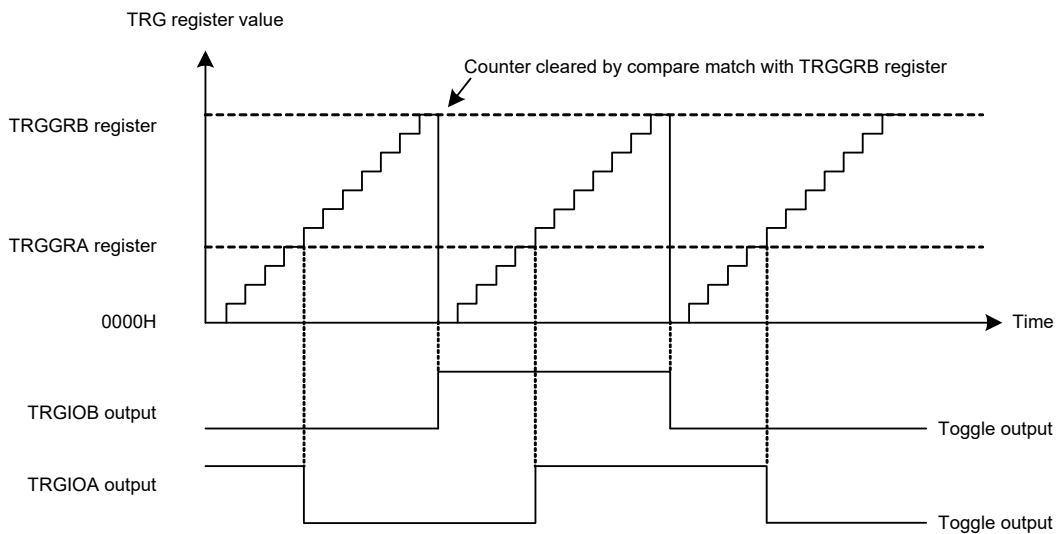 TRG register value
Counter cleared by compare match with TRGGRB register
TRGGRB register
TRGGRA register
0000H
Time
TRGIOB output
Toggle output
TRGIOA output
Toggle output